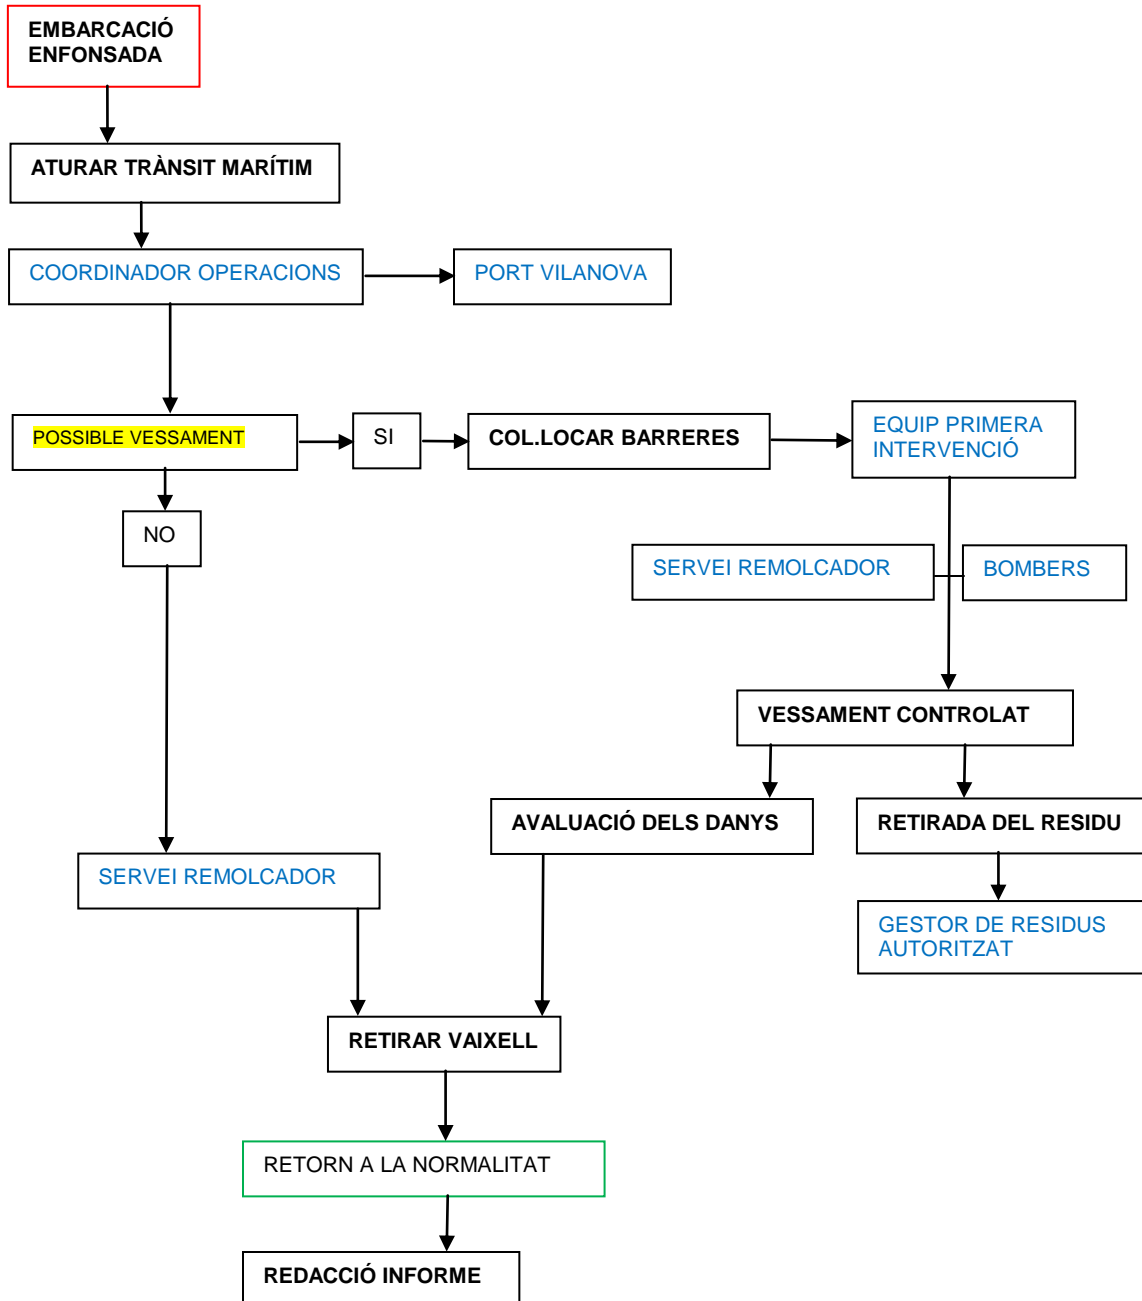 EMBARCACIÓ
ENFONSADA
ATURAR TRÀNSIT MARÍTIM
COORDINADOR OPERACIONS
PORT VILANOVA
POSSIBLE VESSAMENT
SI
COL.LOCAR BARRERES
EQUIP PRIMERA
INTERVENCIÓ
NO
SERVEI REMOLCADOR
BOMBERS
VESSAMENT CONTROLAT
AVALUACIÓ DELS DANYS
RETIRADA DEL RESIDU
SERVEI REMOLCADOR
GESTOR DE RESIDUS
AUTORITZAT
RETIRAR VAIXELL
RETORN A LA NORMALITAT
REDACCIÓ INFORME